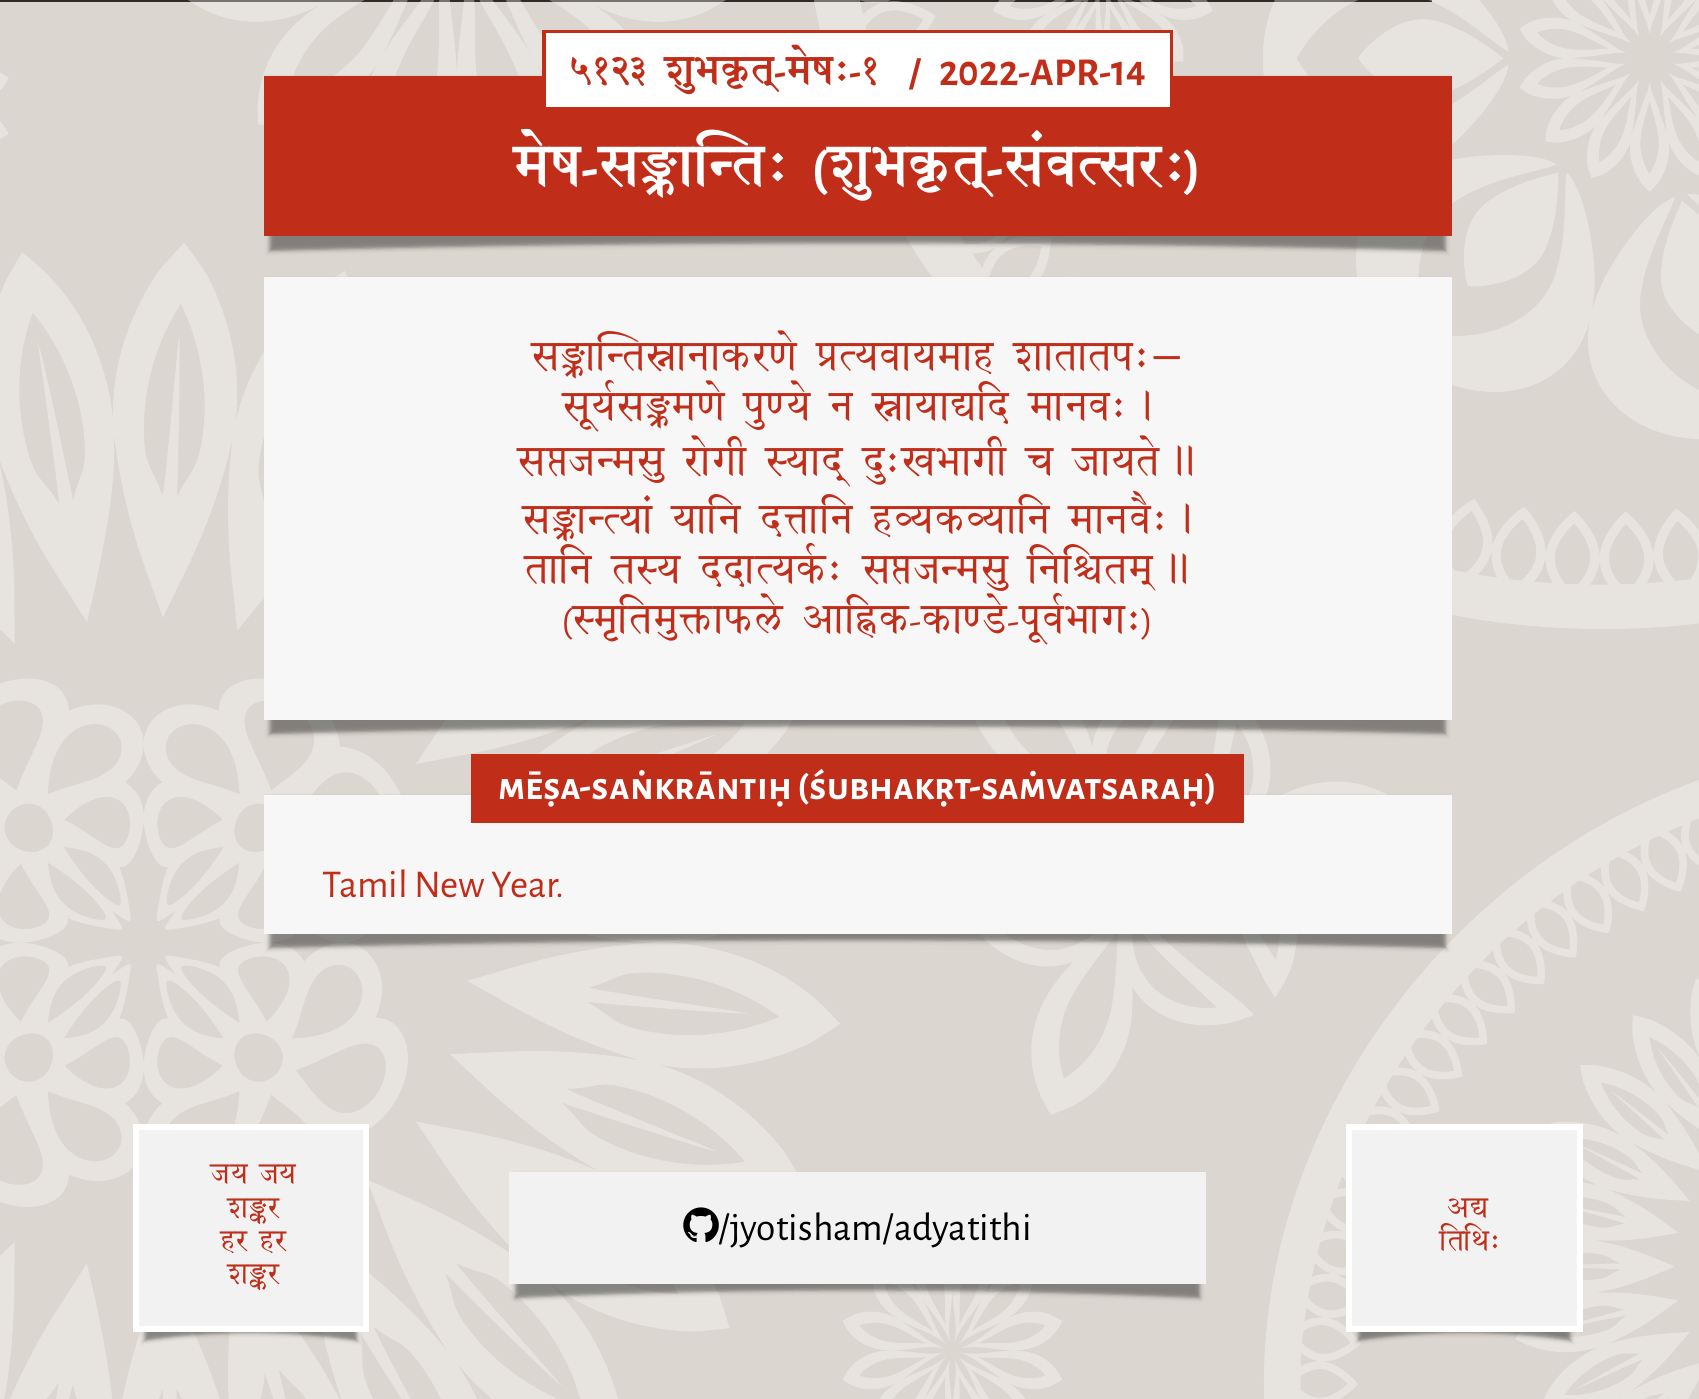 ५१२३ शुभकृत्-मेषः-१ / 2022-APR-14
मेष-सङ्क्रान्तिः (शुभकृत्-संवत्सरः)
सङ्क्रान्तिस्नानाकरणे प्रत्यवायमाह शातातपः—
सूर्यसङ्क्रमणे पुण्ये न स्नायाद्यदि मानवः ।
सप्तजन्मसु रोगी स्याद् दुःखभागी च जायते ॥
सङ्क्रान्त्यां यानि दत्तानि हव्यकव्यानि मानवैः ।
तानि तस्य ददात्यर्कः सप्तजन्मसु निश्चितम् ॥
(स्मृतिमुक्ताफले आह्निक-काण्डे-पूर्वभागः)
MĒṢA-SAṄKRĀNTIḤ (ŚUBHAKṚT-SAṀVATSARAḤ)
Tamil New Year.
जय जय
शङ्कर
हर हर
शङ्कर
/jyotisham/adyatithi
अद्य
तिथिः